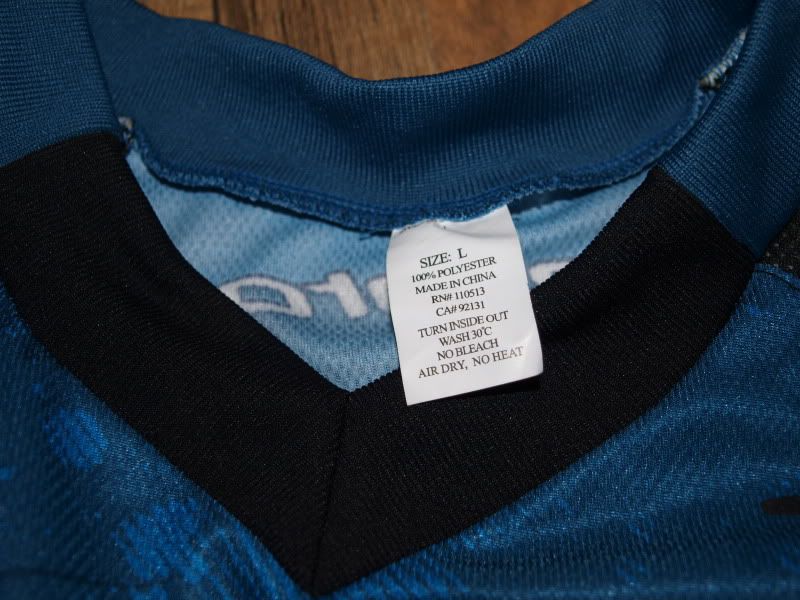 SIZE: L
100% POLYESTER
MADE IN CHINA
RN# 110513
CA# 92131
TURN INSIDE OUT
WASH 30°C
NO BLEACH
AIR DRY, NO HEAT